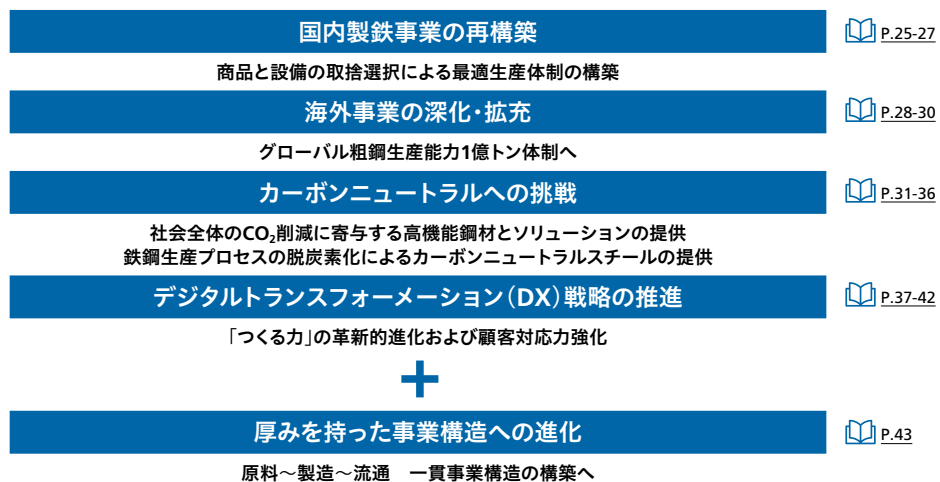 国内製鉄事業の再構築 P.25-27
商品と設備の取捨選択による最適生産体制の構築
海外事業の深化・拡充 P.28-30
グローバル粗鋼生産能力1億トン体制へ
カーボンニュートラルへの挑戦 P.31-36
社会全体のCO₂削減に寄与する高機能鋼材とソリューションの提供
鉄鋼生産プロセスの脱炭素化によるカーボンニュートラルスチールの提供
デジタルトランスフォーメーション（DX）戦略の推進 P.37-42
「つくる力」の革新的進化および顧客対応力強化
+
厚みを持った事業構造への進化 P.43
原料～製造～流通　一貫事業構造の構築へ